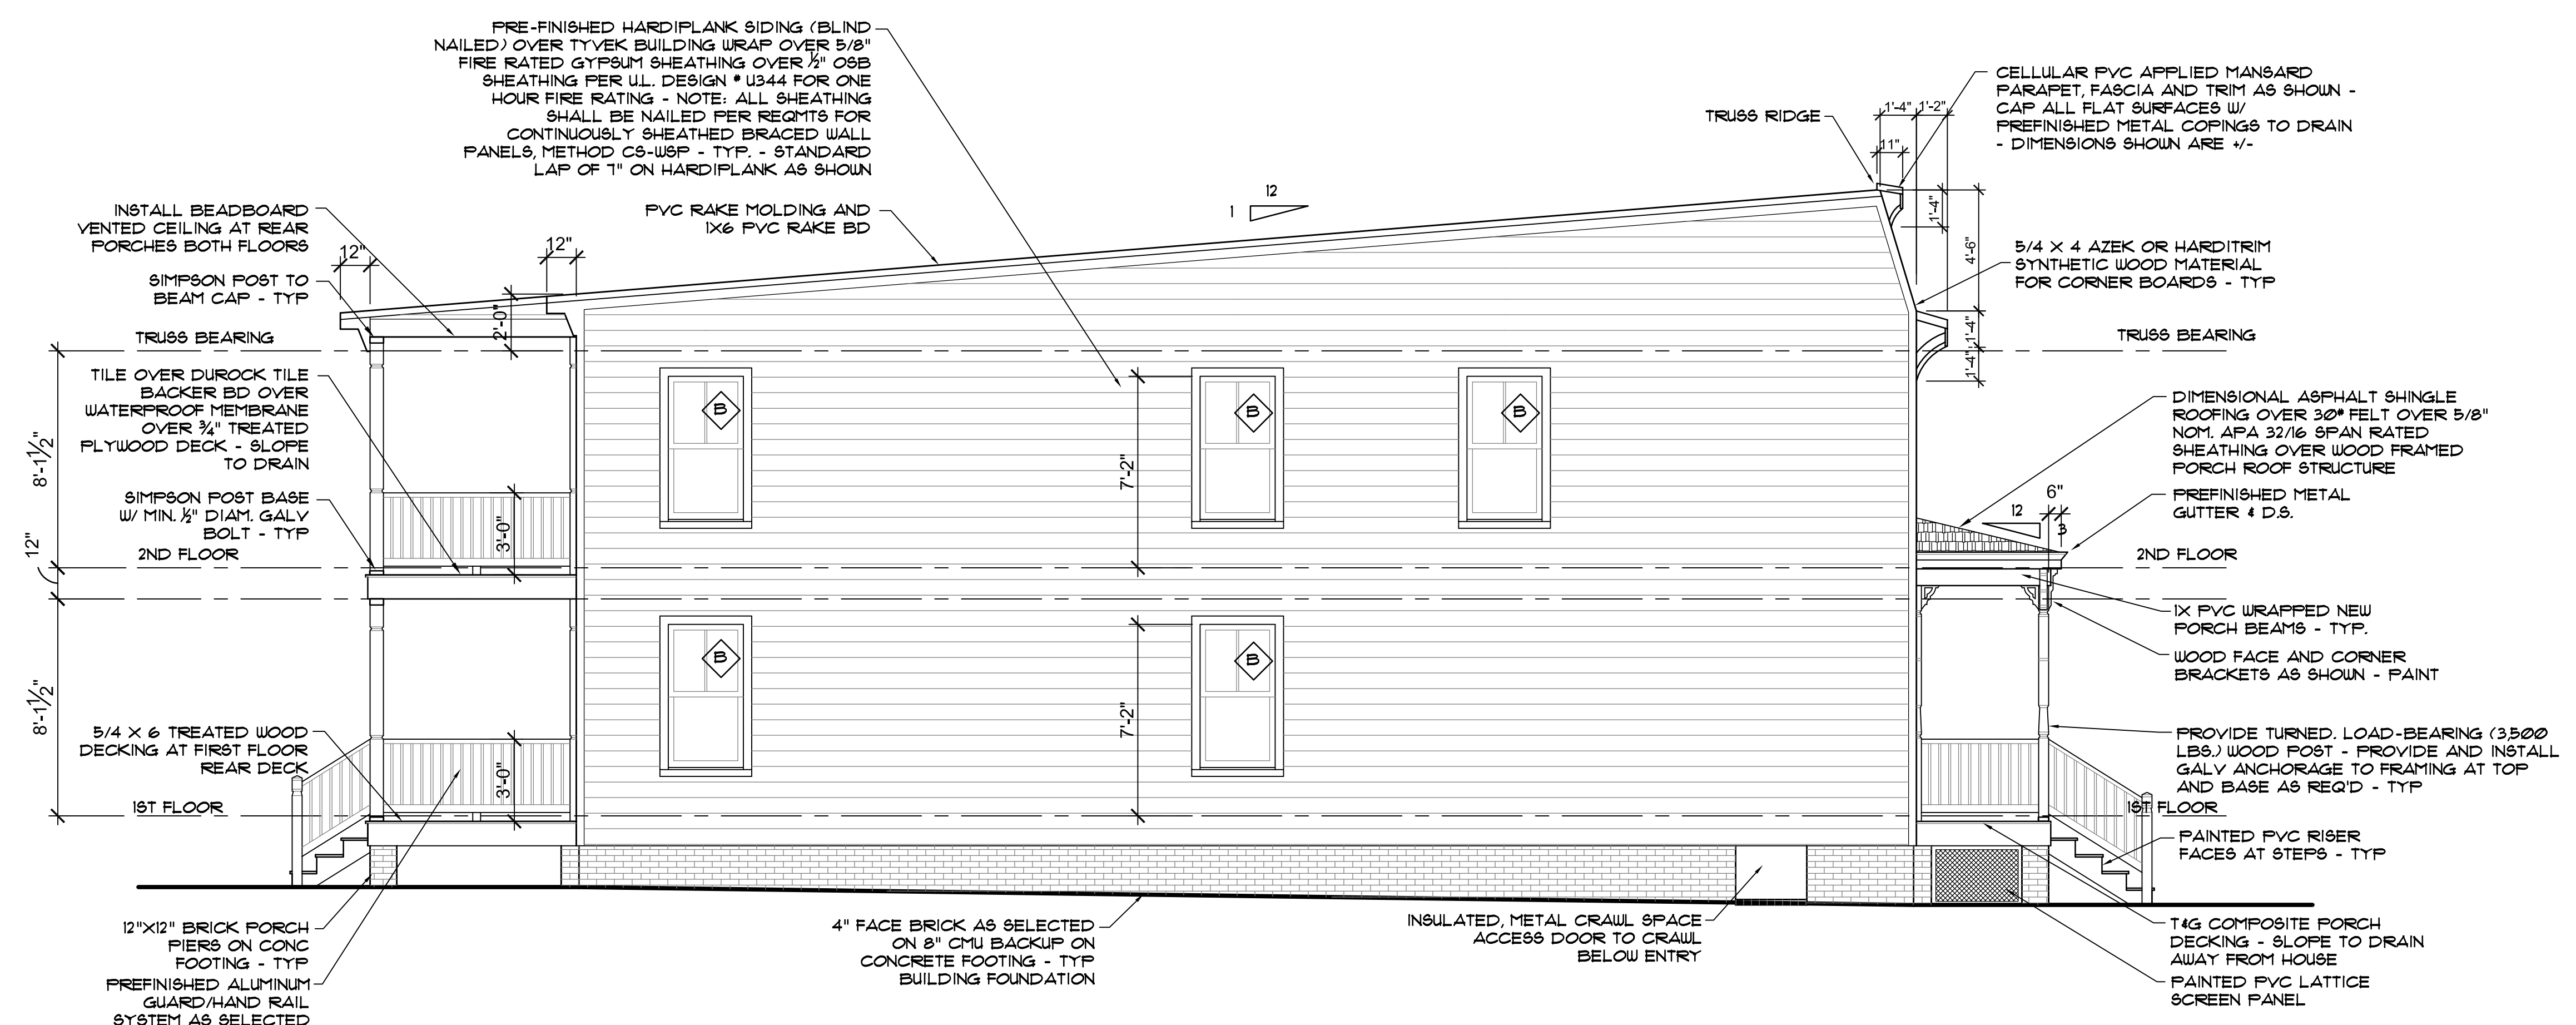 PRE-FINISHED HARDIPLANK SIDING (BLIND
NAILED) OVER TYVEK BUILDING WRAP OVER 5/8"
FIRE RATED GYPSUM SHEATHING OVER ½" OSB
SHEATHING PER U.L. DESIGN # U344 FOR ONE
HOUR FIRE RATING - NOTE: ALL SHEATHING
SHALL BE NAILED PER REQMTS FOR
CONTINUOUSLY SHEATHED BRACED WALL
PANELS, METHOD CS-WSP - TYP. - STANDARD
LAP OF 7" ON HARDIPLANK AS SHOWN
PVC RAKE MOLDING AND
1X6 PVC RAKE BD
12
1
TRUSS RIDGE
1'-4"
1'-2"
11"
1'-4"
4'-6"
1'-4"
1'-4"
CELLULAR PVC APPLIED MANSARD
PARAPET, FASCIA AND TRIM AS SHOWN -
CAP ALL FLAT SURFACES W/
PREFINISHED METAL COPINGS TO DRAIN
- DIMENSIONS SHOWN ARE +/-
5/4 X 4 AZEK OR HARDITRIM
SYNTHETIC WOOD MATERIAL
FOR CORNER BOARDS - TYP
TRUSS BEARING
DIMENSIONAL ASPHALT SHINGLE
ROOFING OVER 30# FELT OVER 5/8"
NOM. APA 32/16 SPAN RATED
SHEATHING OVER WOOD FRAMED
PORCH ROOF STRUCTURE
6"
12
3
PREFINISHED METAL
GUTTER & D.S.
2ND FLOOR
1X PVC WRAPPED NEW
PORCH BEAMS - TYP.
WOOD FACE AND CORNER
BRACKETS AS SHOWN - PAINT
PROVIDE TURNED. LOAD-BEARING (3,500
LBS.) WOOD POST - PROVIDE AND INSTALL
GALV ANCHORAGE TO FRAMING AT TOP
AND BASE AS REQ'D - TYP
1ST FLOOR
PAINTED PVC RISER
FACES AT STEPS - TYP
T&G COMPOSITE PORCH
DECKING - SLOPE TO DRAIN
AWAY FROM HOUSE
PAINTED PVC LATTICE
SCREEN PANEL
INSTALL BEADBOARD
VENTED CEILING AT REAR
PORCHES BOTH FLOORS
12"
12"
SIMPSON POST TO
BEAM CAP - TYP
2'-0"
TRUSS BEARING
TILE OVER DUROCK TILE
BACKER BD OVER
WATERPROOF MEMBRANE
OVER ¾" TREATED
PLYWOOD DECK - SLOPE
TO DRAIN
8'-1½"
SIMPSON POST BASE
W/ MIN. ½" DIAM. GALV
BOLT - TYP
3'-0"
12"
2ND FLOOR
8'-1½"
5/4 X 6 TREATED WOOD
DECKING AT FIRST FLOOR
REAR DECK
3'-0"
1ST FLOOR
B
B
B
7'-2"
B
B
7'-2"
12"X12" BRICK PORCH
PIERS ON CONC
FOOTING - TYP
PREFINISHED ALUMINUM
GUARD/HAND RAIL
SYSTEM AS SELECTED
4" FACE BRICK AS SELECTED
ON 8" CMU BACKUP ON
CONCRETE FOOTING - TYP
BUILDING FOUNDATION
INSULATED, METAL CRAWL SPACE
ACCESS DOOR TO CRAWL
BELOW ENTRY